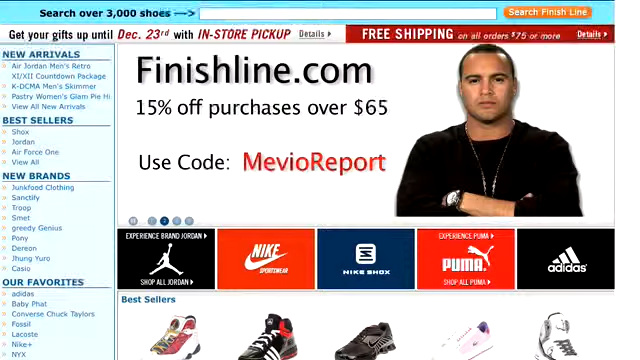 Search over 3,000 shoes --->
Search Finish Line
Get your gifts up until Dec. 23rd with IN-STORE PICKUP Details ▸
FREE SHIPPING on all orders $75 or more Details ▸
NEW ARRIVALS
Air Jordan Men's Retro
XI/XII Countdown Package
K-DCMA Men's Skimmer
Pastry Women's Glam Pie Hi
View All New Arrivals
BEST SELLERS
Shox
Jordan
Air Force One
View All
NEW BRANDS
Junkfood Clothing
Sanctify
Troop
Smet
greedy Genius
Pony
Dereon
Jhung Yuro
Casio
OUR FAVORITES
adidas
Baby Phat
Converse Chuck Taylors
Fossil
Lacoste
Nike+
NYX
Finishline.com
15% off purchases over $65
Use Code: MevioReport
EXPERIENCE BRAND JORDAN ▸
SHOP ALL JORDAN ▸
NIKE
SPORTSWEAR
NIKE SHOX
EXPERIENCE PUMA ▸
PUMA
SHOP ALL PUMA ▸
adidas
Best Sellers